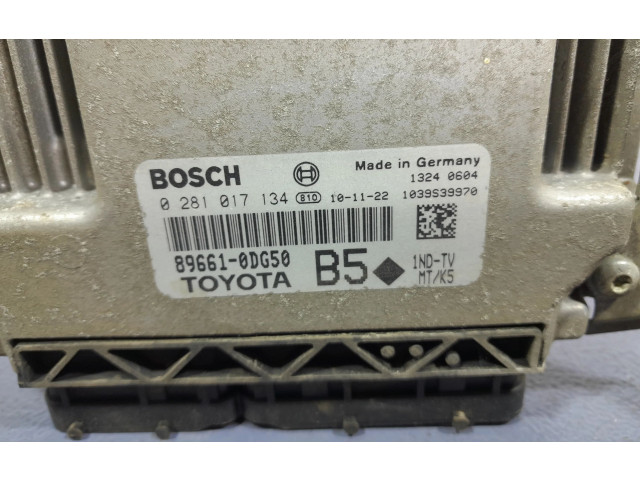 BOSCH Made in Germany
1324 0604
0 281 017 134 810 10-11-22 1039S39970
89661-0DG50
TOYOTA B5 1ND-TV
MT/K5